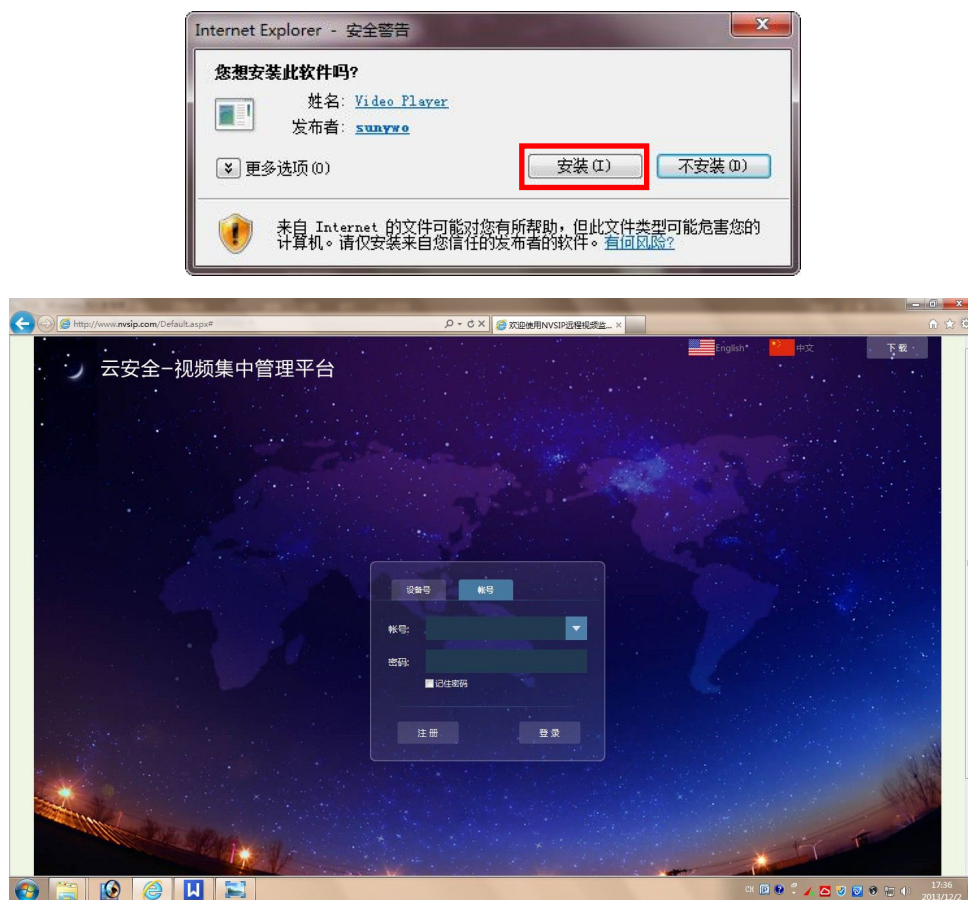 Internet Explorer - 安全警告
您想安装此软件吗?
姓名: Video Player
发布者: sunywo
更多选项(O)
安装(I)
不安装(D)
来自 Internet 的文件可能对您有所帮助，但此文件类型可能危害您的
计算机。请仅安装来自您信任的发布者的软件。有何风险?
http://www.nvsip.com/Default.aspx#
欢迎使用NVSIP远程视频监...
English
中文
下载
云安全-视频集中管理平台
设备号
帐号
帐号:
密码:
记住密码
注册
登录
CH
17:36
2013/12/2